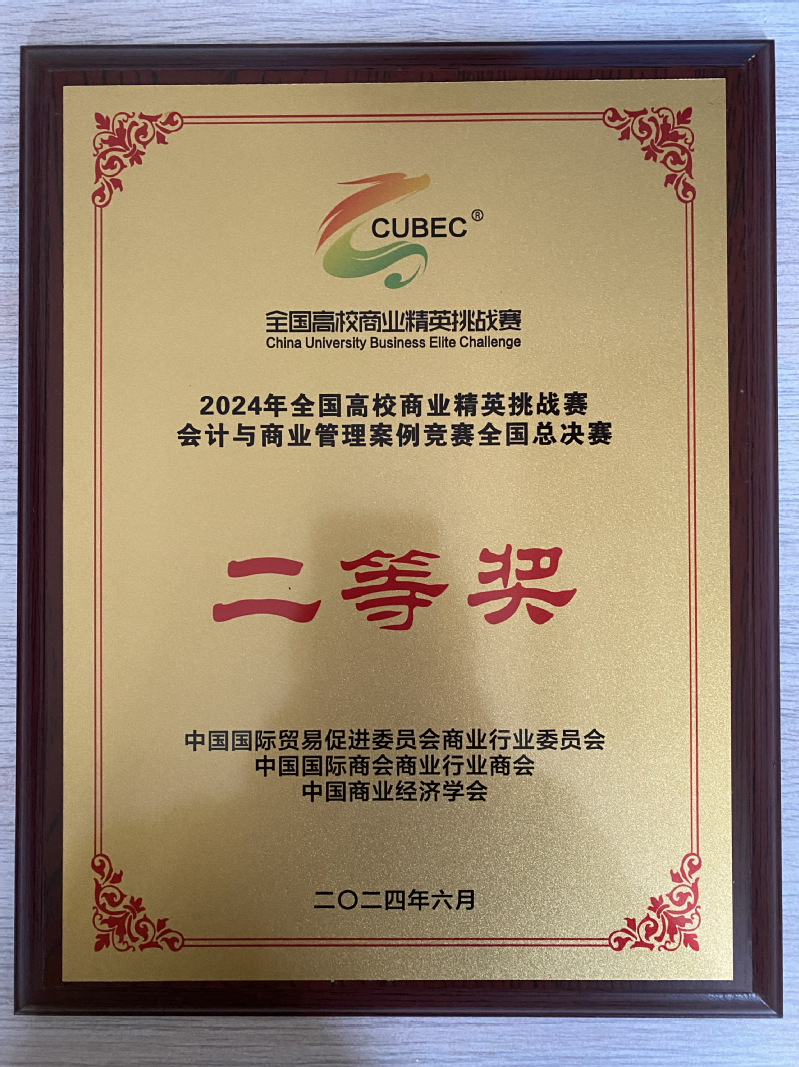 CUBEC®
全国高校商业精英挑战赛
China University Business Elite Challenge
2024年全国高校商业精英挑战赛
会计与商业管理案例竞赛全国总决赛
二等奖
中国国际贸易促进委员会商业行业委员会
中国国际商会商业行业商会
中国商业经济学会
二〇二四年六月